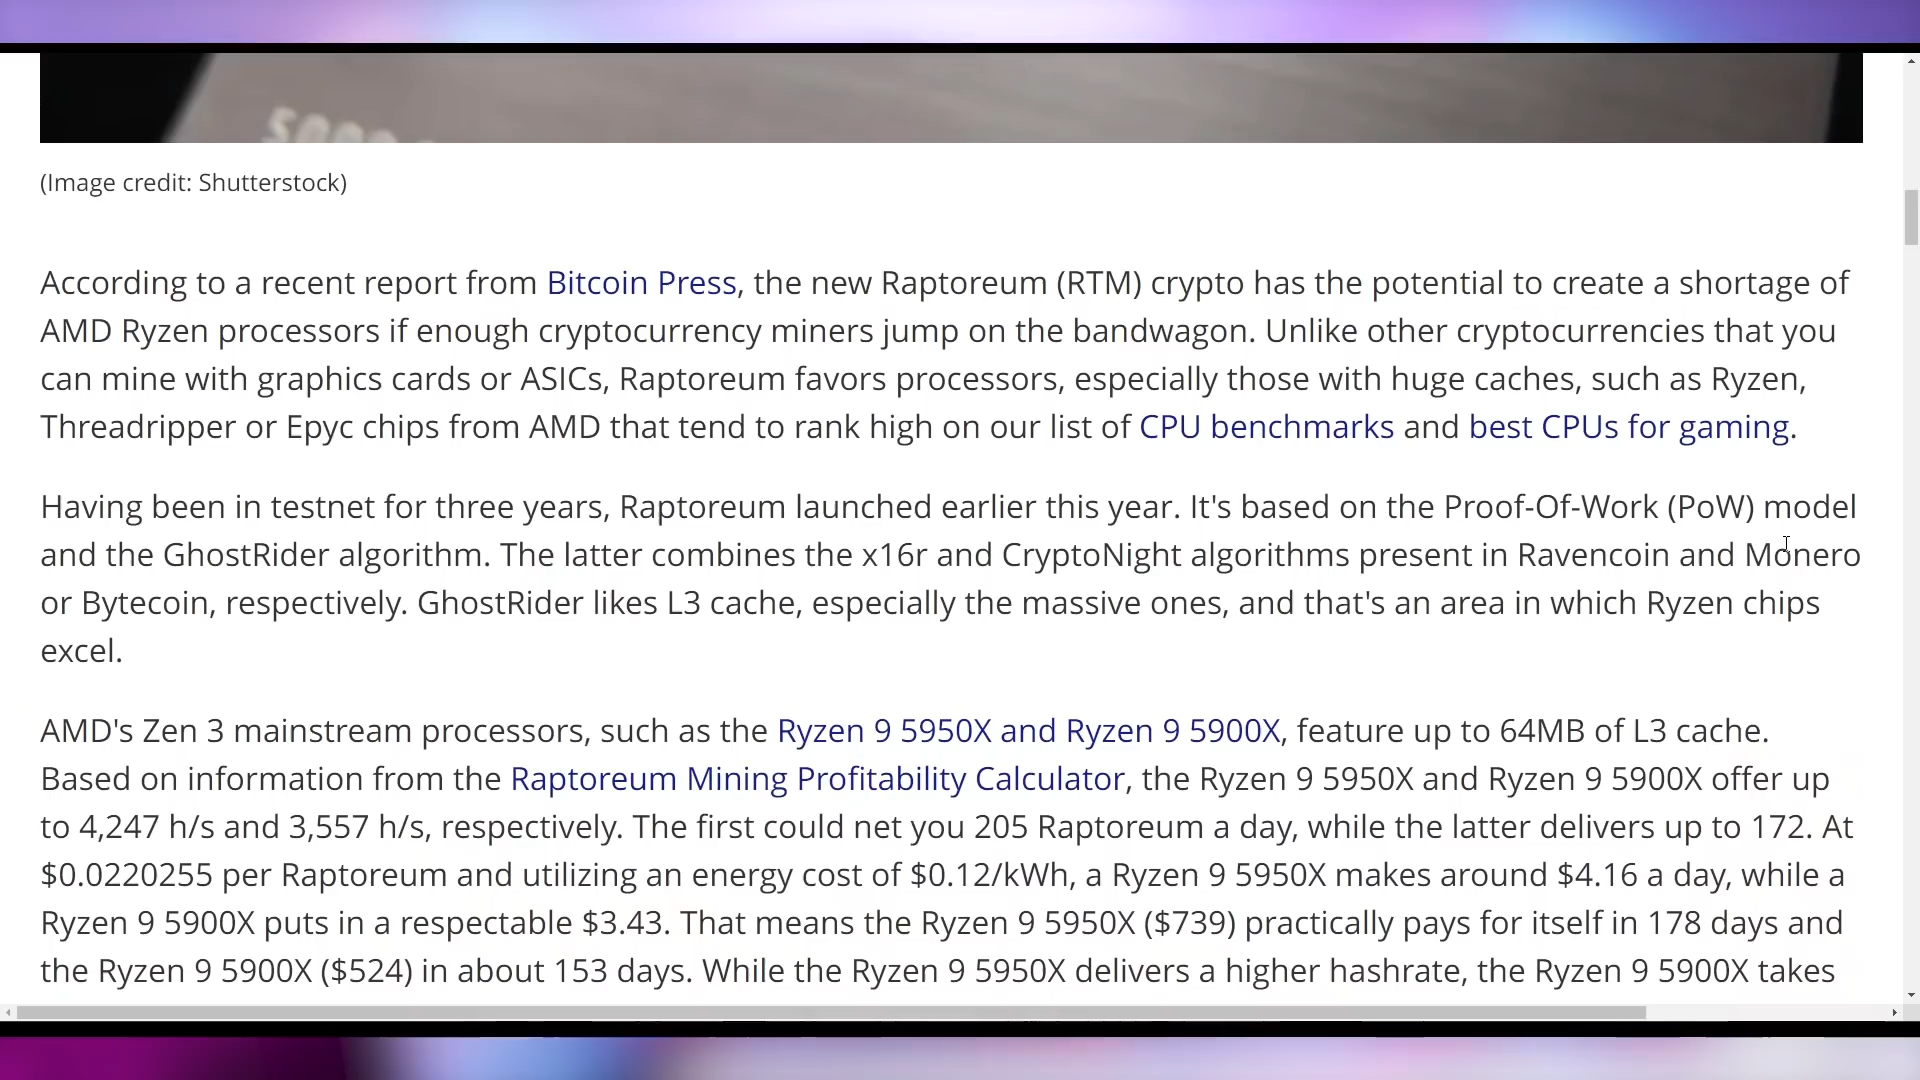 (Image credit: Shutterstock)
According to a recent report from Bitcoin Press, the new Raptoreum (RTM) crypto has the potential to create a shortage of
AMD Ryzen processors if enough cryptocurrency miners jump on the bandwagon. Unlike other cryptocurrencies that you
can mine with graphics cards or ASICs, Raptoreum favors processors, especially those with huge caches, such as Ryzen,
Threadripper or Epyc chips from AMD that tend to rank high on our list of CPU benchmarks and best CPUs for gaming.
Having been in testnet for three years, Raptoreum launched earlier this year. It's based on the Proof-Of-Work (PoW) model
and the GhostRider algorithm. The latter combines the x16r and CryptoNight algorithms present in Ravencoin and Monero
or Bytecoin, respectively. GhostRider likes L3 cache, especially the massive ones, and that's an area in which Ryzen chips
excel.
AMD's Zen 3 mainstream processors, such as the Ryzen 9 5950X and Ryzen 9 5900X, feature up to 64MB of L3 cache.
Based on information from the Raptoreum Mining Profitability Calculator, the Ryzen 9 5950X and Ryzen 9 5900X offer up
to 4,247 h/s and 3,557 h/s, respectively. The first could net you 205 Raptoreum a day, while the latter delivers up to 172. At
$0.0220255 per Raptoreum and utilizing an energy cost of $0.12/kWh, a Ryzen 9 5950X makes around $4.16 a day, while a
Ryzen 9 5900X puts in a respectable $3.43. That means the Ryzen 9 5950X ($739) practically pays for itself in 178 days and
the Ryzen 9 5900X ($524) in about 153 days. While the Ryzen 9 5950X delivers a higher hashrate, the Ryzen 9 5900X takes